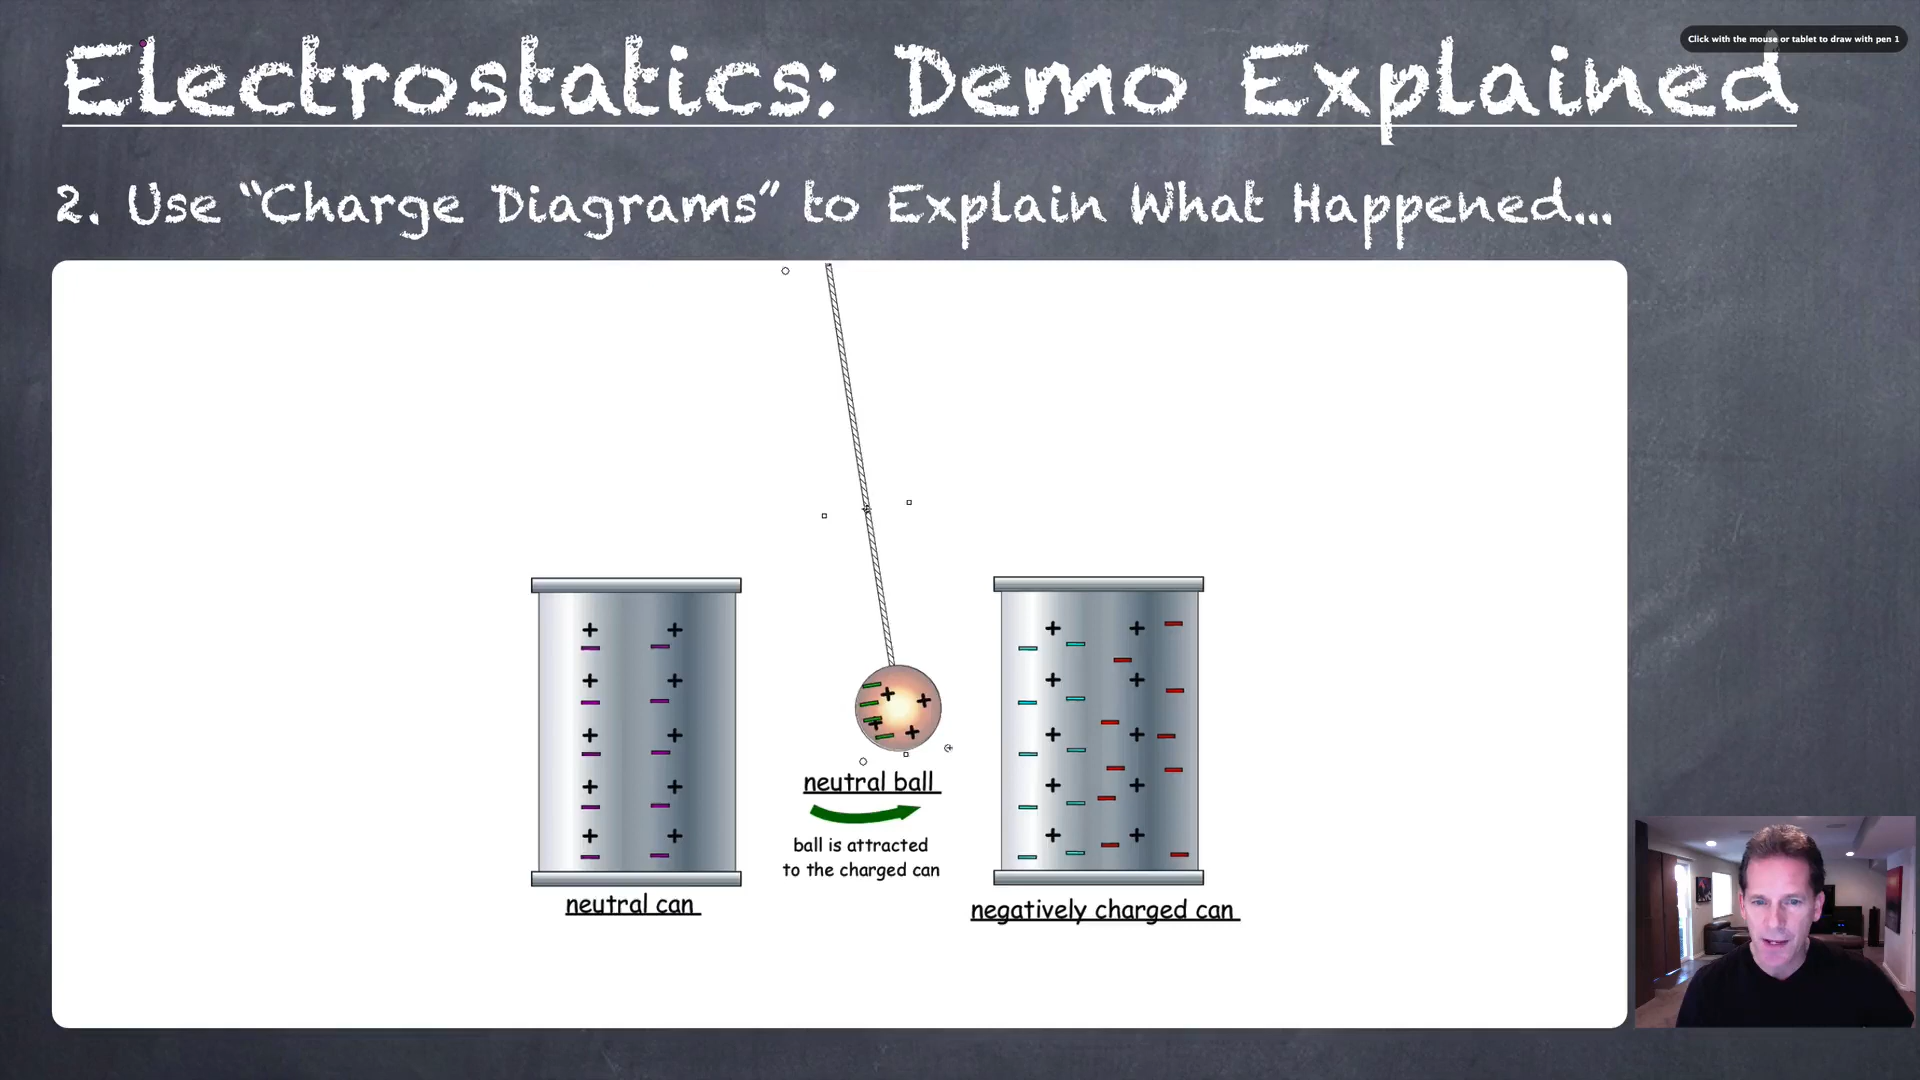 Click with the mouse or tablet to draw with pen 1
Electrostatics: Demo Explained
2. Use “Charge Diagrams” to Explain What Happened...
neutral ball
ball is attracted
to the charged can
neutral can
negatively charged can